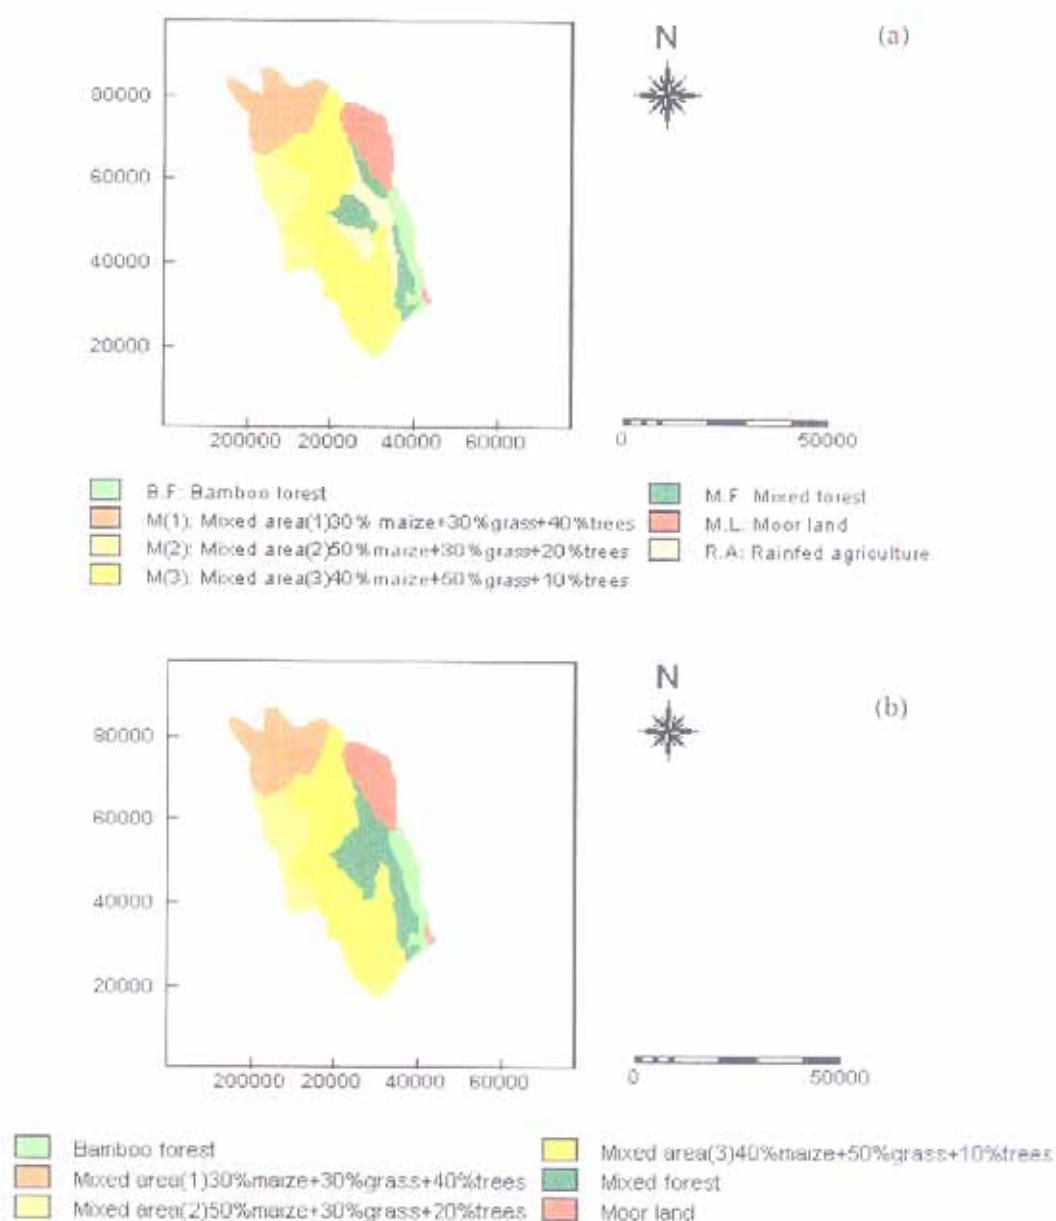 N
(a)
80000
60000
40000
20000
200000 20000 40000 60000
0 50000
B.F: Bamboo forest
M(1): Mixed area(1)30% maize+30%grass+40%trees
M(2): Mixed area(2)50%maize+30%grass+20%trees
M(3): Mixed area(3)40%maize+50%grass+10%trees
M.F. Mixed forest
M.L. Moor land
R.A: Rainfed agriculture
N
(b)
80000
60000
40000
20000
200000 20000 40000 60000
0 50000
Bamboo forest
Mixed area(1)30%maize+30%grass+40%trees
Mixed area(2)50%maize+30%grass+20%trees
Mixed area(3)40%maize+50%grass+10%trees
Mixed forest
Moor land